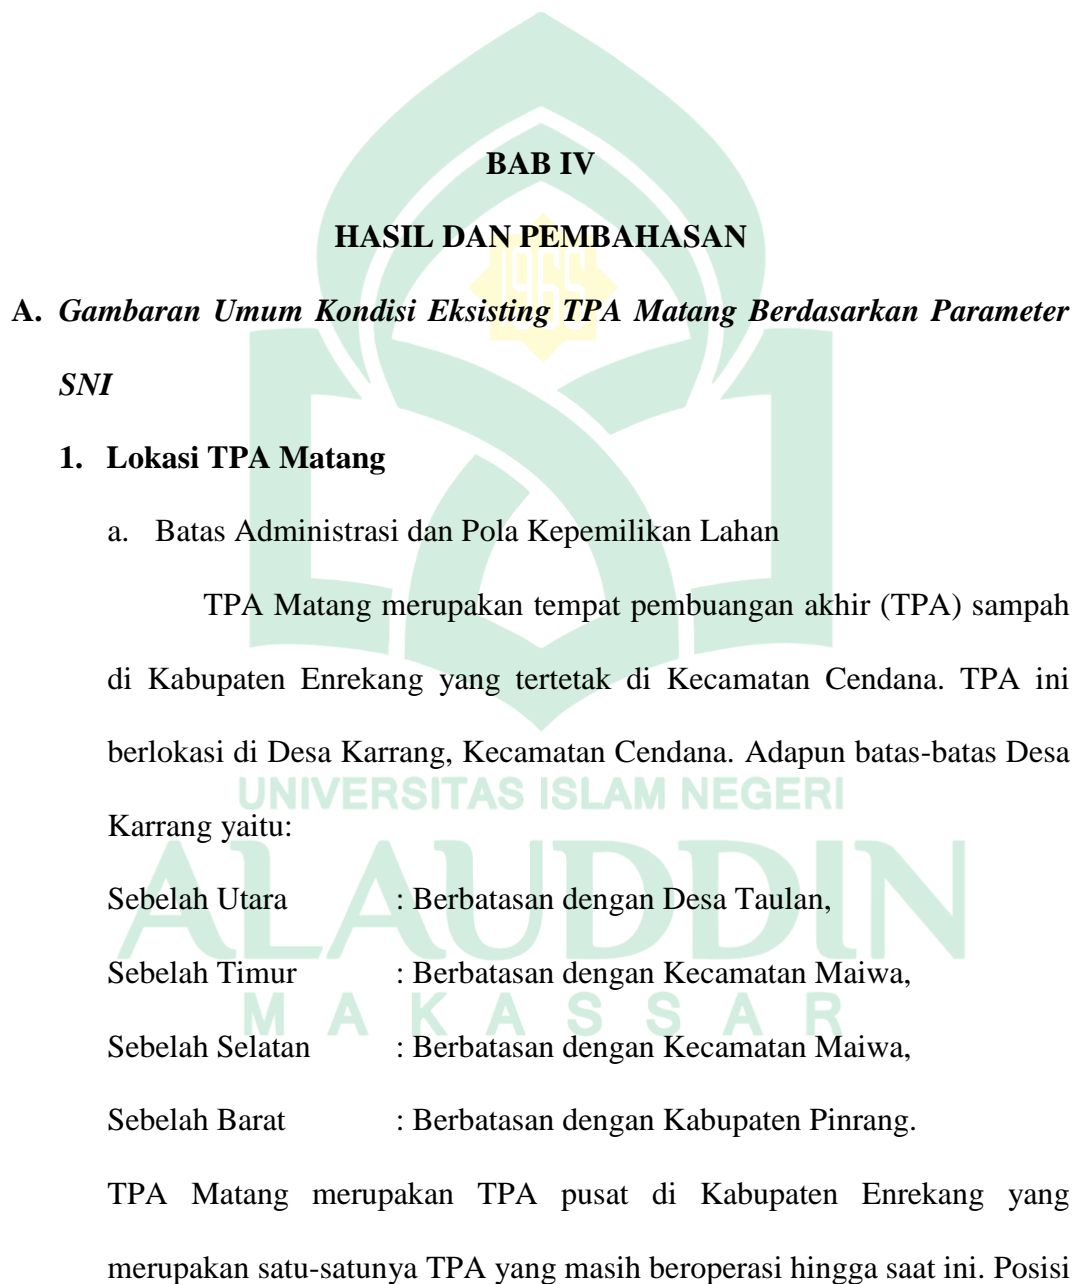 BAB IV
HASIL DAN PEMBAHASAN
1965
A. Gambaran Umum Kondisi Eksisting TPA Matang Berdasarkan Parameter
SNI
1. Lokasi TPA Matang
a. Batas Administrasi dan Pola Kepemilikan Lahan
TPA Matang merupakan tempat pembuangan akhir (TPA) sampah
di Kabupaten Enrekang yang tertetak di Kecamatan Cendana. TPA ini
berlokasi di Desa Karrang, Kecamatan Cendana. Adapun batas-batas Desa
UNIVERSITAS ISLAM NEGERI
Karrang yaitu:
ALAUDDIN
Sebelah Utara : Berbatasan dengan Desa Taulan,
Sebelah Timur : Berbatasan dengan Kecamatan Maiwa,
MAKASSAR
Sebelah Selatan : Berbatasan dengan Kecamatan Maiwa,
Sebelah Barat : Berbatasan dengan Kabupaten Pinrang.
TPA Matang merupakan TPA pusat di Kabupaten Enrekang yang
merupakan satu-satunya TPA yang masih beroperasi hingga saat ini. Posisi